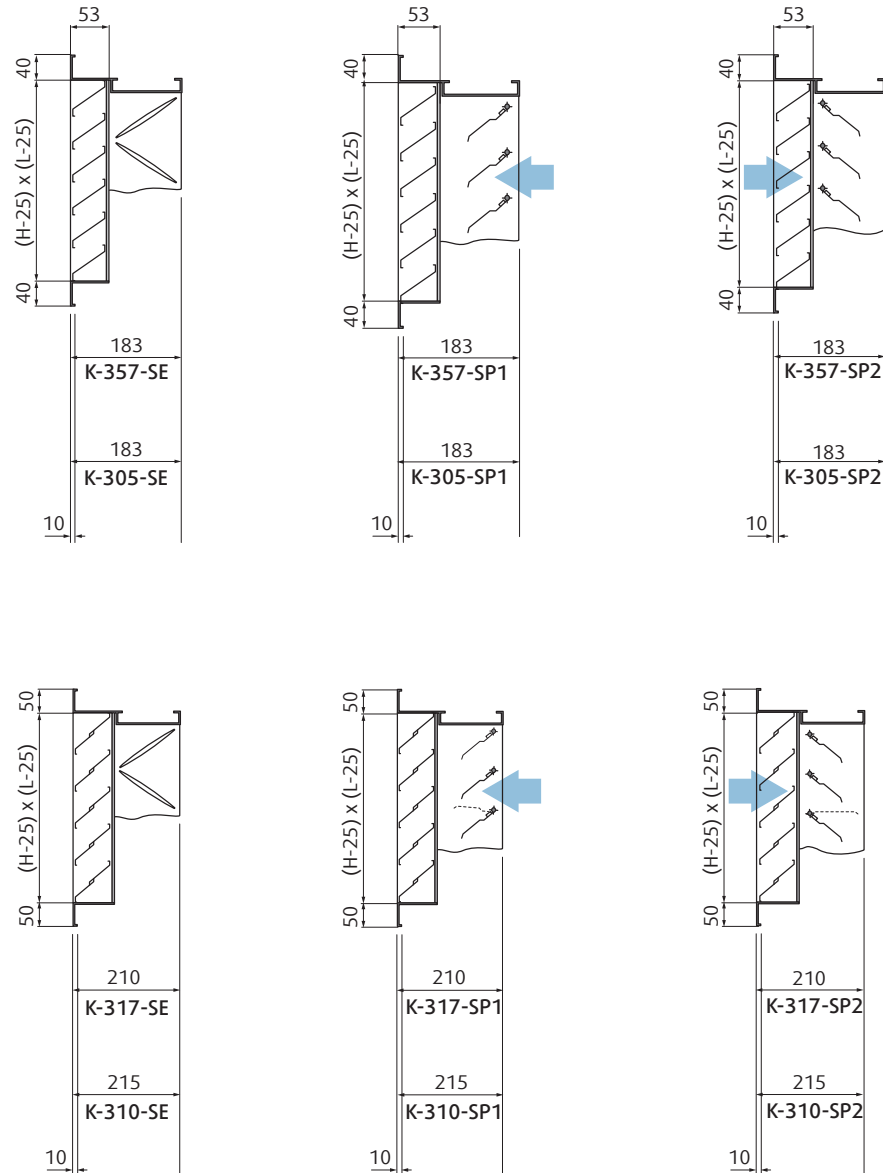 53
53
53
40
40
40
(H-25) x (L-25)
(H-25) x (L-25)
(H-25) x (L-25)
40
40
40
183
183
183
K-357-SE
K-357-SP1
K-357-SP2
183
183
183
K-305-SE
K-305-SP1
K-305-SP2
10
10
10
50
50
50
(H-25) x (L-25)
(H-25) x (L-25)
(H-25) x (L-25)
50
50
50
210
210
210
K-317-SE
K-317-SP1
K-317-SP2
215
215
215
K-310-SE
K-310-SP1
K-310-SP2
10
10
10